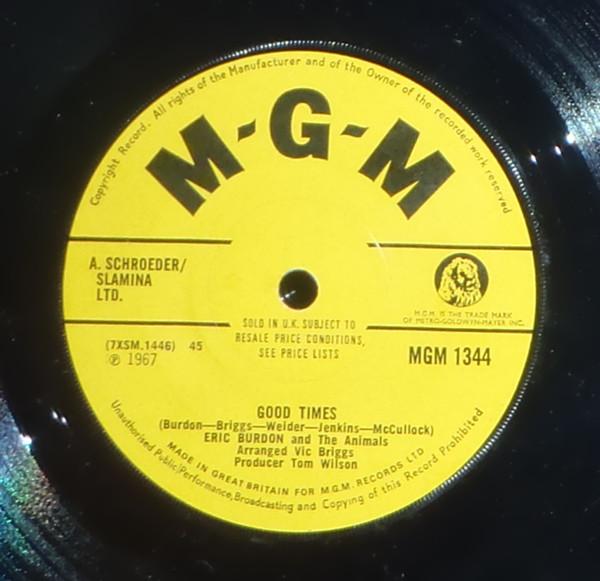 Copyright Record. All rights of the Manufacturer and of the Owner of the recorded work reserved
M-G-M
A. SCHROEDER/
SLAMINA
LTD.
M.G.M. IS THE TRADE MARK
OF METRO-GOLDWYN-MAYER INC.
SOLD IN U.K. SUBJECT TO
RESALE PRICE CONDITIONS,
SEE PRICE LISTS
(7XSM.1446) 45
℗ 1967
MGM 1344
GOOD TIMES
(Burdon—Briggs—Weider—Jenkins—McCullock)
ERIC BURDON and The Animals
Arranged Vic Briggs
Producer Tom Wilson
MADE IN GREAT BRITAIN FOR M.G.M. RECORDS LTD
Unauthorised Public Performance, Broadcasting and Copying of this Record Prohibited